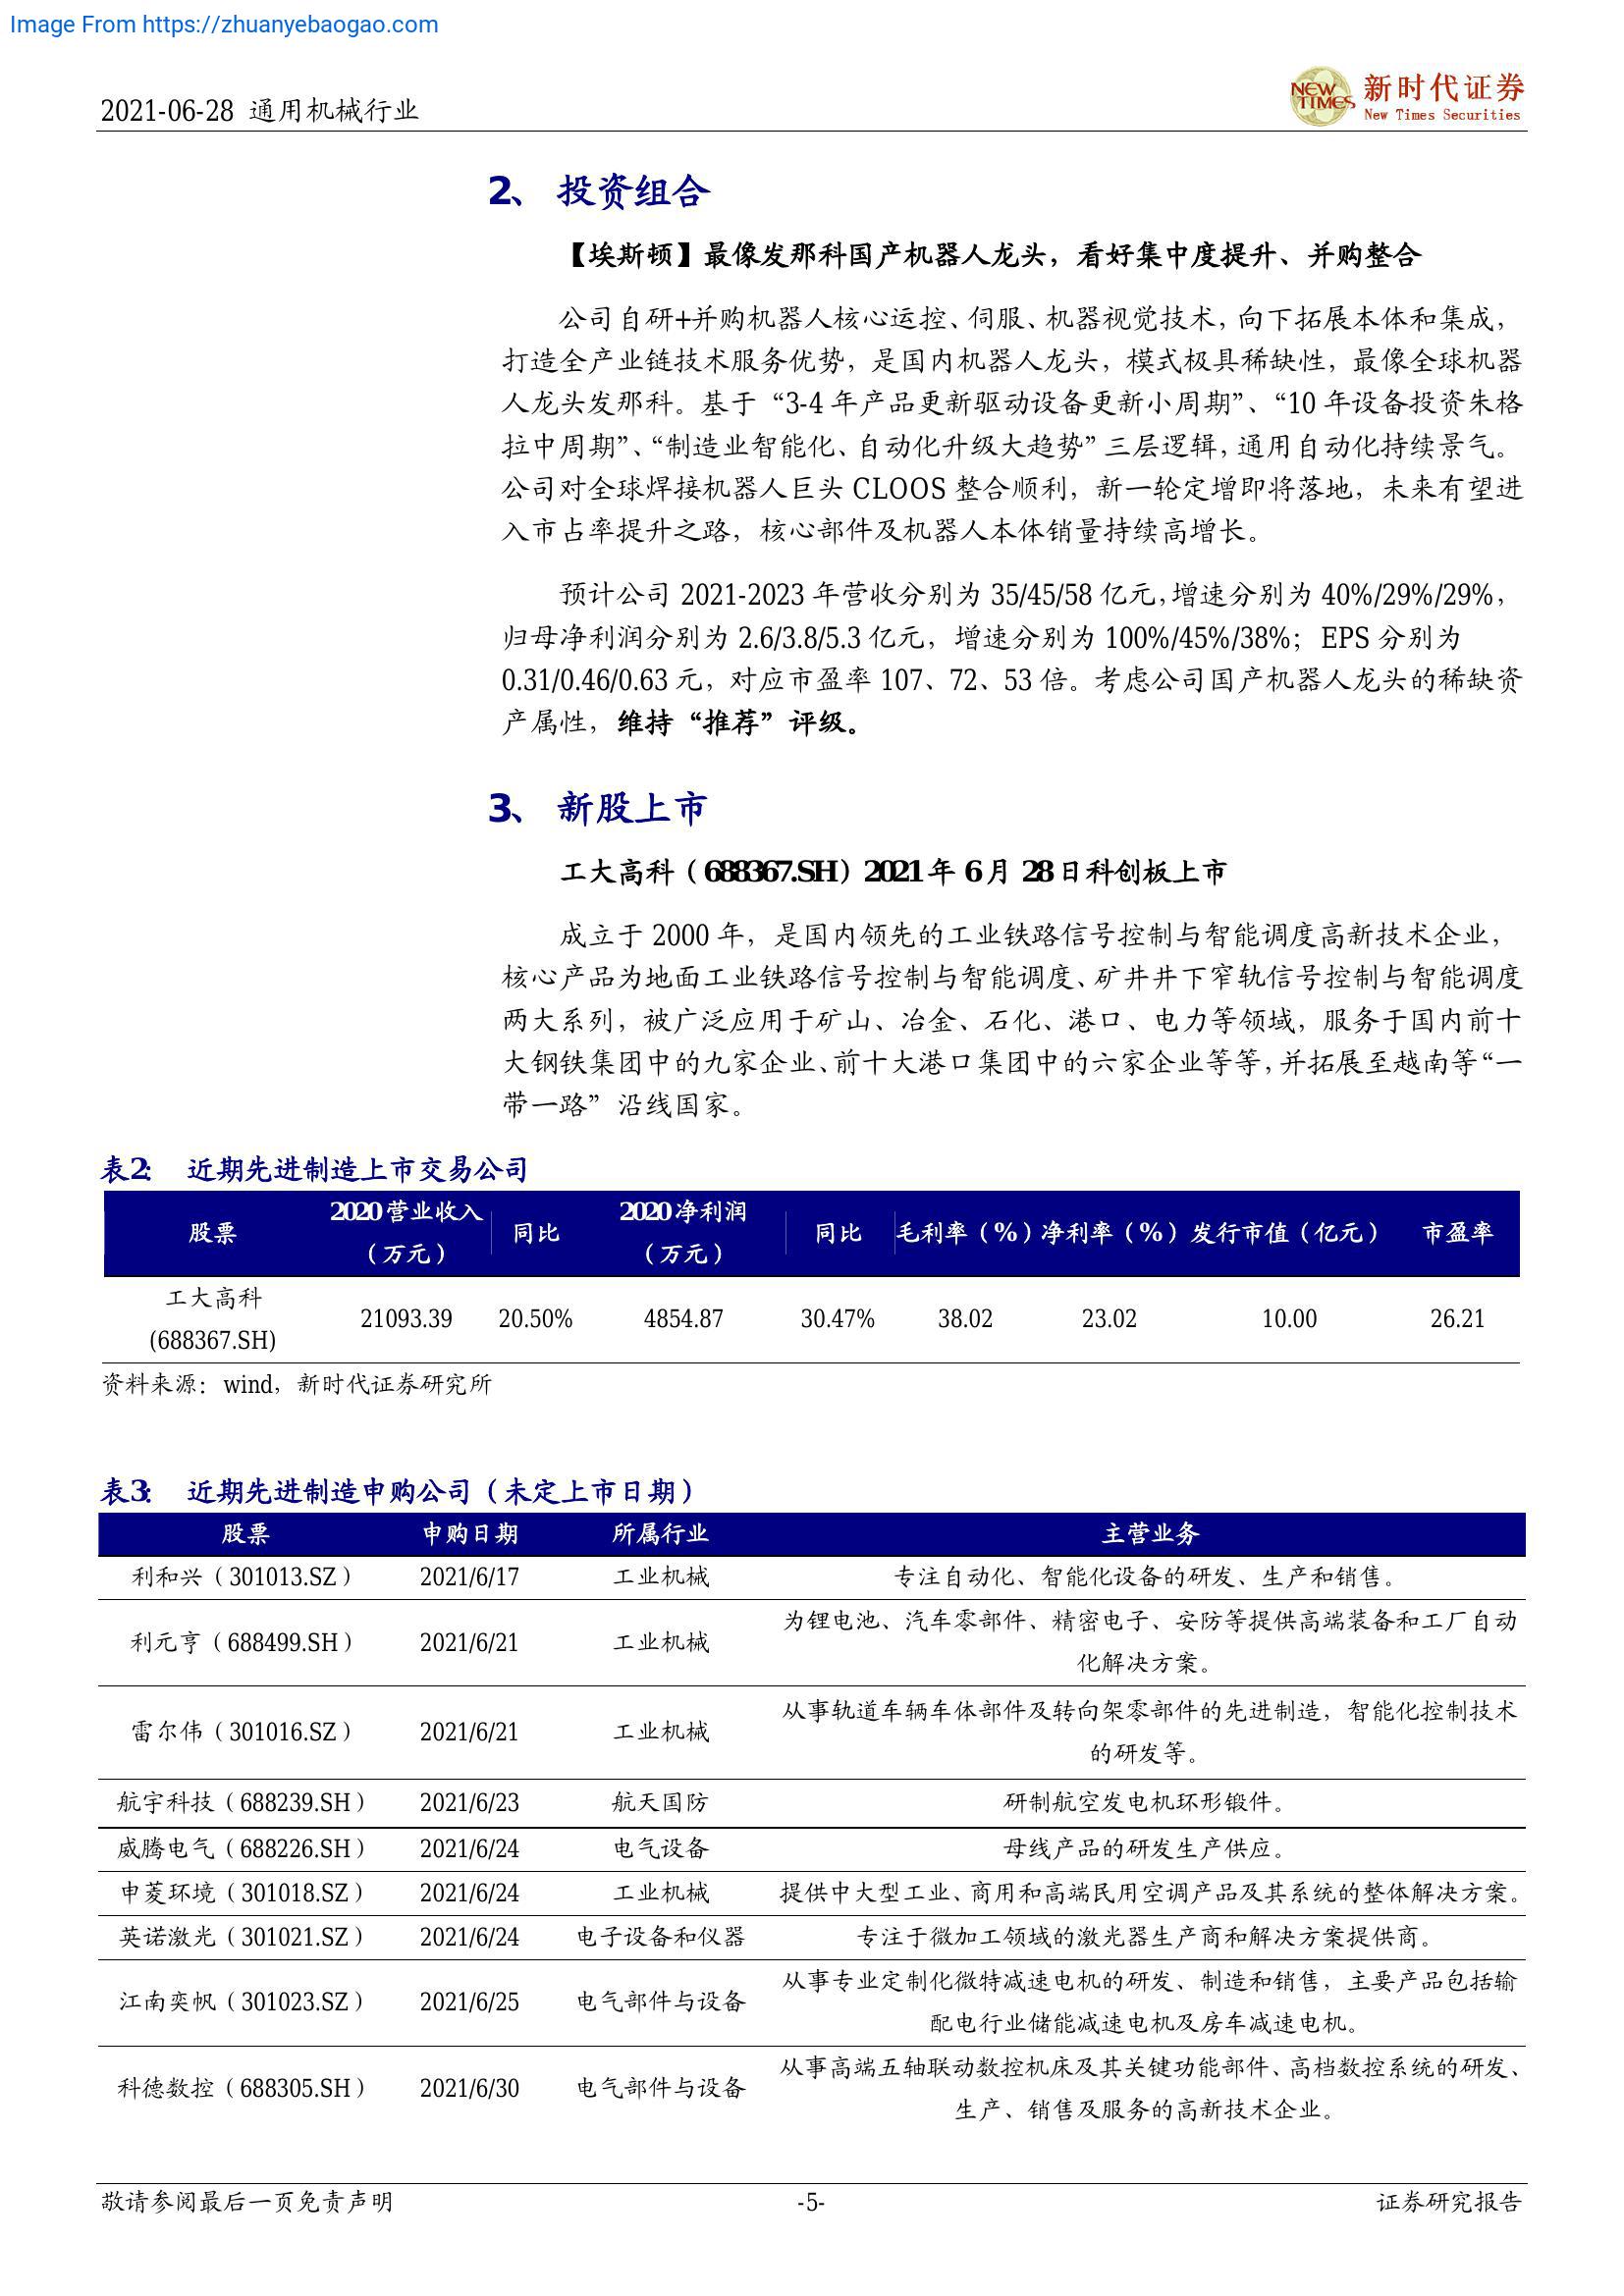 Image From https://zhuanyebaogao.com
2021-06-28 通用机械行业
NEW TIMES 新时代证券
New Times Securities
2、 投资组合
【埃斯顿】最像发那科国产机器人龙头，看好集中度提升、并购整合
公司自研+并购机器人核心运控、伺服、机器视觉技术，向下拓展本体和集成，
打造全产业链技术服务优势，是国内机器人龙头，模式极具稀缺性，最像全球机器
人龙头发那科。基于“3-4 年产品更新驱动设备更新小周期”、“10 年设备投资朱格
拉中周期”、“制造业智能化、自动化升级大趋势”三层逻辑，通用自动化持续景气。
公司对全球焊接机器人巨头 CLOOS 整合顺利，新一轮定增即将落地，未来有望进
入市占率提升之路，核心部件及机器人本体销量持续高增长。
预计公司 2021-2023 年营收分别为 35/45/58 亿元，增速分别为 40%/29%/29%，
归母净利润分别为 2.6/3.8/5.3 亿元，增速分别为 100%/45%/38%；EPS 分别为
0.31/0.46/0.63 元，对应市盈率 107、72、53 倍。考虑公司国产机器人龙头的稀缺资
产属性，维持“推荐”评级。
3、 新股上市
工大高科（688367.SH）2021 年 6 月 28 日科创板上市
成立于 2000 年，是国内领先的工业铁路信号控制与智能调度高新技术企业，
核心产品为地面工业铁路信号控制与智能调度、矿井井下窄轨信号控制与智能调度
两大系列，被广泛应用于矿山、冶金、石化、港口、电力等领域，服务于国内前十
大钢铁集团中的九家企业、前十大港口集团中的六家企业等等，并拓展至越南等“一
带一路”沿线国家。
表2： 近期先进制造上市交易公司
股票 2020 营业收入（万元） 同比 2020 净利润（万元） 同比 毛利率（%） 净利率（%） 发行市值（亿元） 市盈率
工大高科 (688367.SH) 21093.39 20.50% 4854.87 30.47% 38.02 23.02 10.00 26.21
资料来源：wind，新时代证券研究所
表3： 近期先进制造申购公司（未定上市日期）
股票 申购日期 所属行业 主营业务
利和兴（301013.SZ） 2021/6/17 工业机械 专注自动化、智能化设备的研发、生产和销售。
利元亨（688499.SH） 2021/6/21 工业机械 为锂电池、汽车零部件、精密电子、安防等提供高端装备和工厂自动
化解决方案。
雷尔伟（301016.SZ） 2021/6/21 工业机械 从事轨道车辆车体部件及转向架零部件的先进制造，智能化控制技术
的研发等。
航宇科技（688239.SH） 2021/6/23 航天国防 研制航空发电机环形锻件。
威腾电气（688226.SH） 2021/6/24 电气设备 母线产品的研发生产供应。
申菱环境（301018.SZ） 2021/6/24 工业机械 提供中大型工业、商用和高端民用空调产品及其系统的整体解决方案。
英诺激光（301021.SZ） 2021/6/24 电子设备和仪器 专注于微加工领域的激光器生产商和解决方案提供商。
江南奕帆（301023.SZ） 2021/6/25 电气部件与设备 从事专业定制化微特减速电机的研发、制造和销售，主要产品包括输
配电行业储能减速电机及房车减速电机。
科德数控（688305.SH） 2021/6/30 电气部件与设备 从事高端五轴联动数控机床及其关键功能部件、高档数控系统的研发、
生产、销售及服务的高新技术企业。
敬请参阅最后一页免责声明 -5- 证券研究报告